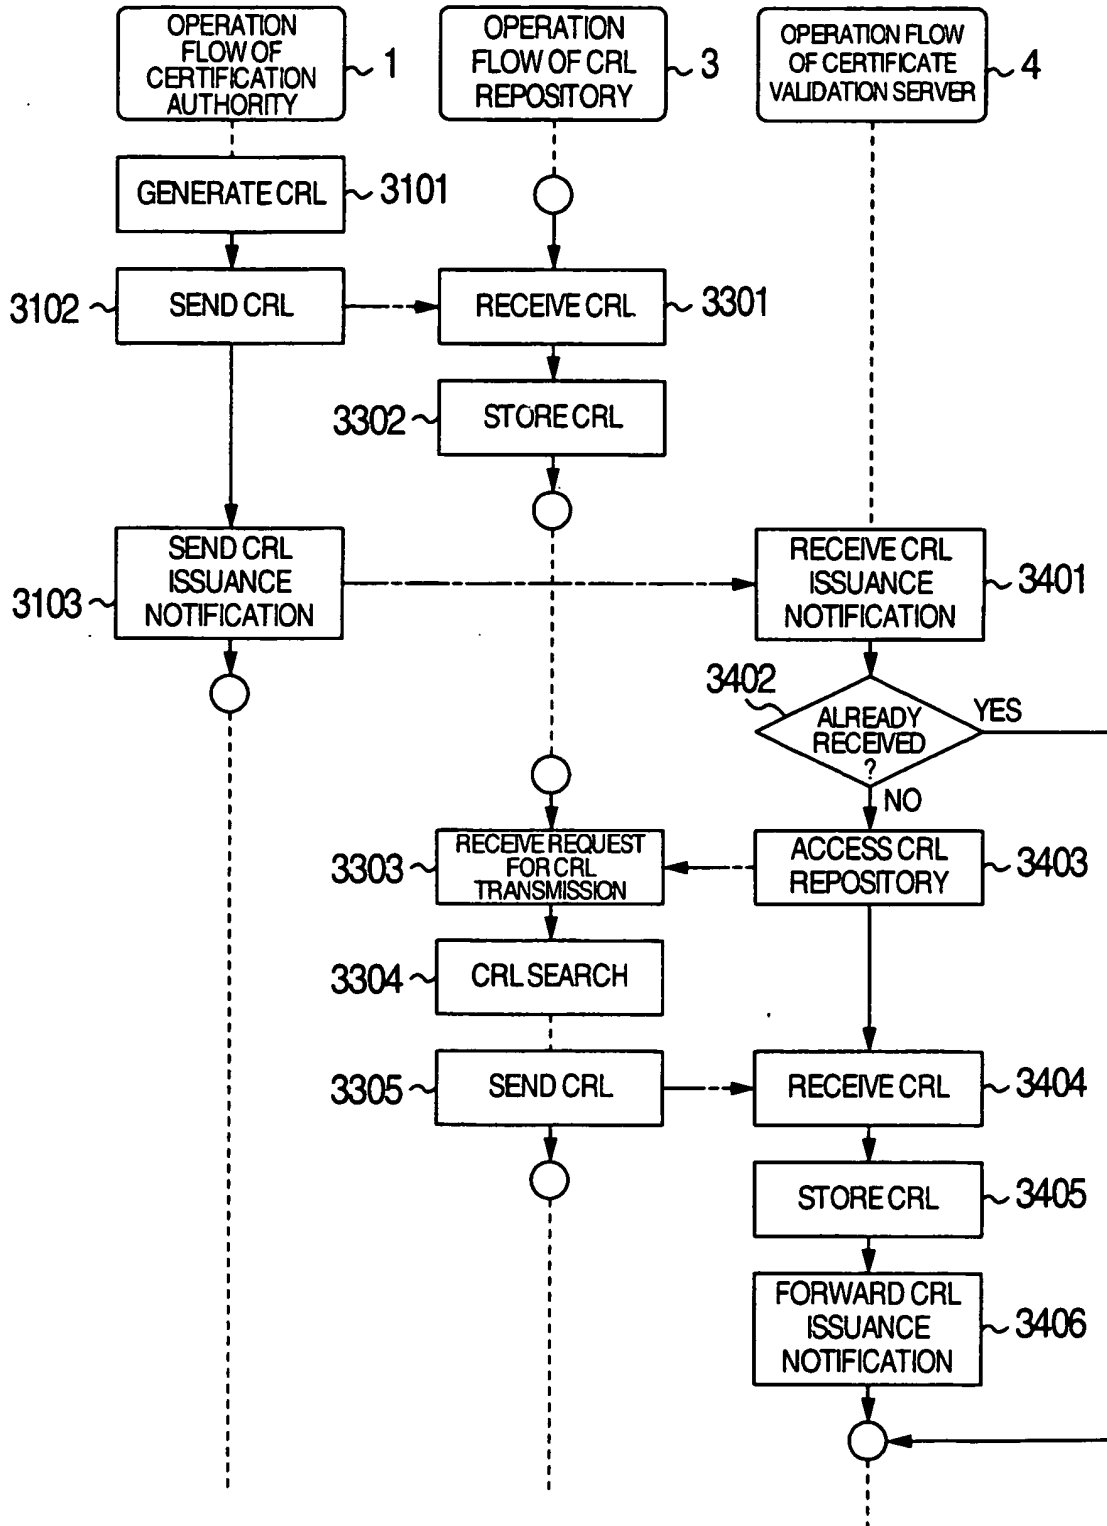 OPERATION
FLOW OF
CERTIFICATION
AUTHORITY
1
OPERATION
FLOW OF CRL
REPOSITORY
3
OPERATION FLOW
OF CERTIFICATE
VALIDATION SERVER
4
GENERATE CRL
3101
3102
SEND CRL
RECEIVE CRL
3301
3302
STORE CRL
3103
SEND CRL
ISSUANCE
NOTIFICATION
RECEIVE CRL
ISSUANCE
NOTIFICATION
3401
3402
ALREADY
RECEIVED
?
YES
NO
3303
RECEIVE REQUEST
FOR CRL
TRANSMISSION
ACCESS CRL
REPOSITORY
3403
3304
CRL SEARCH
3305
SEND CRL
RECEIVE CRL
3404
STORE CRL
3405
FORWARD CRL
ISSUANCE
NOTIFICATION
3406